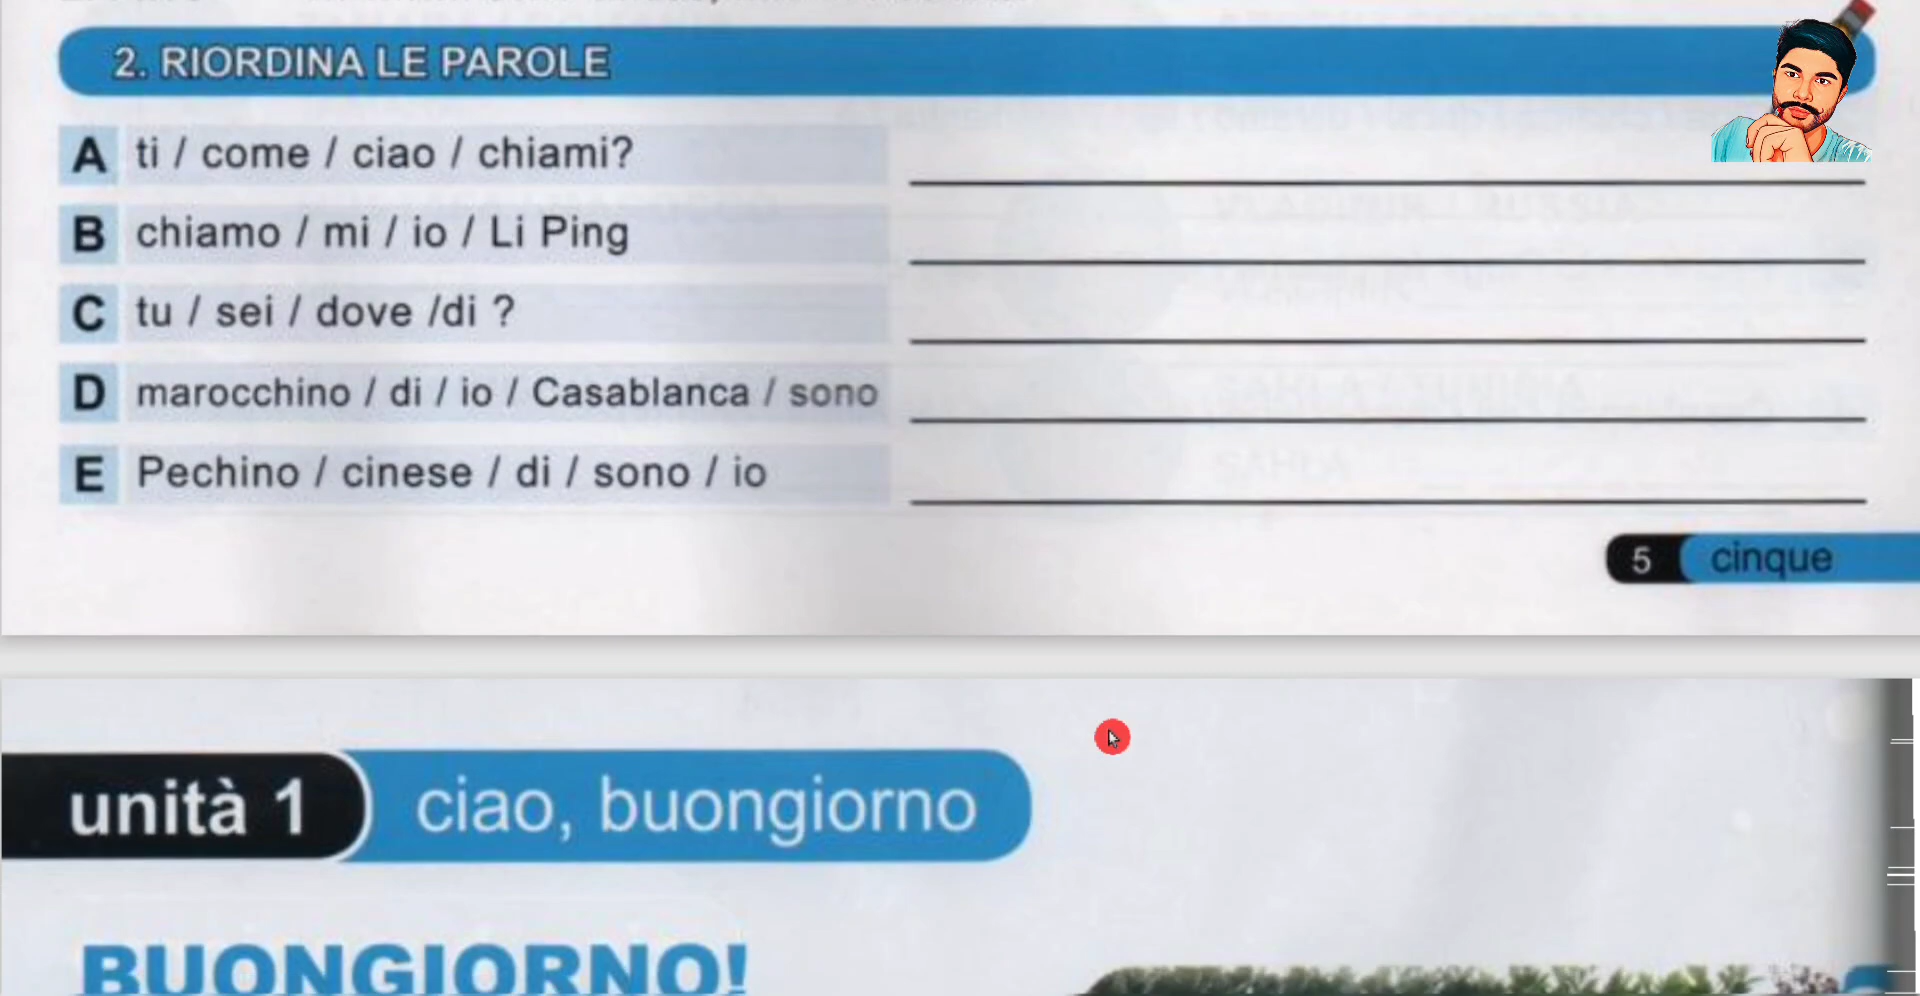 2. RIORDINA LE PAROLE
A ti / come / ciao / chiami?
B chiamo / mi / io / Li Ping
C tu / sei / dove /di ?
D marocchino / di / io / Casablanca / sono
E Pechino / cinese / di / sono / io
5 cinque
unità 1 ciao, buongiorno
BUONGIORNO!